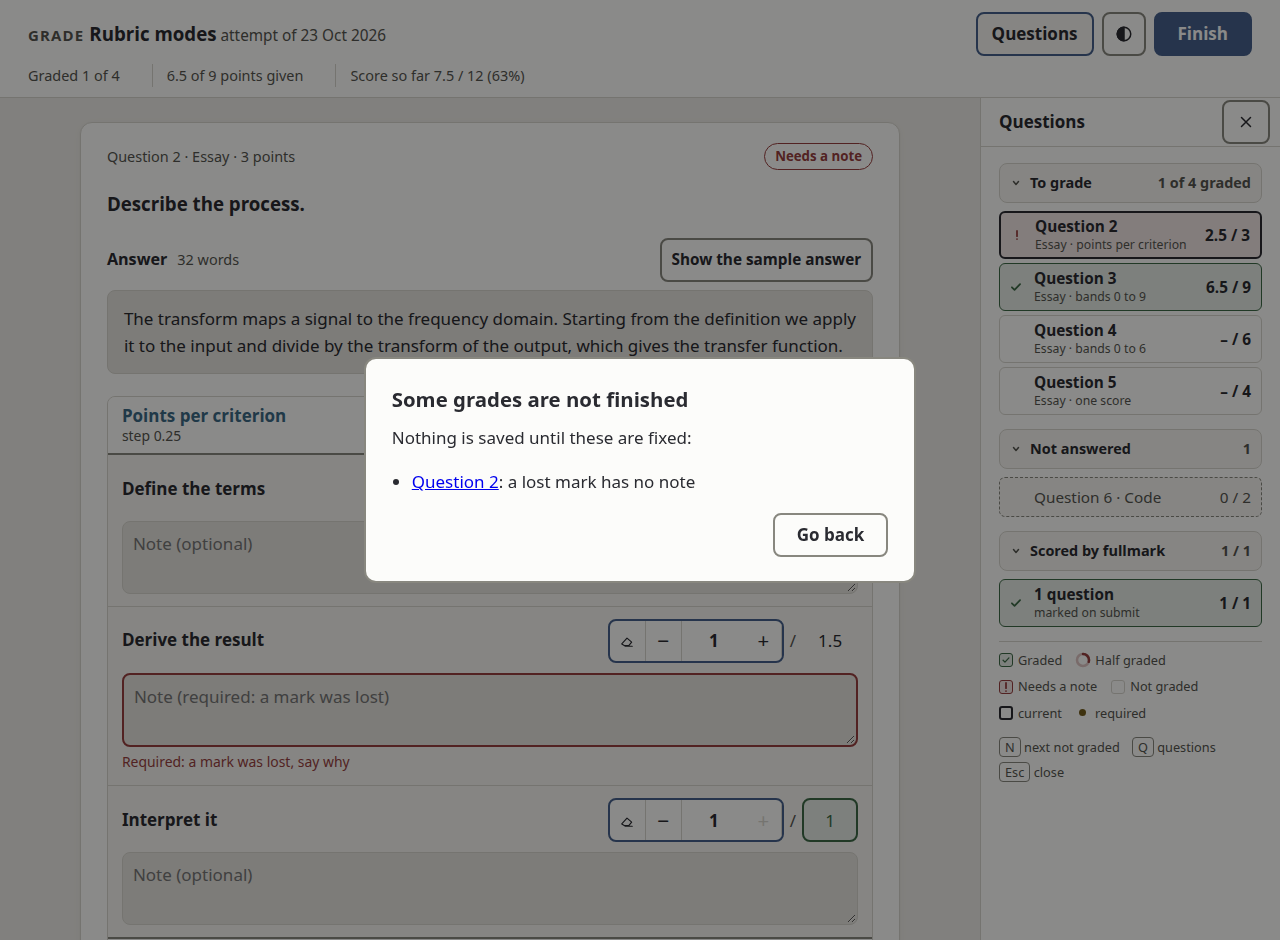 GRADE Rubric modes attempt of 23 Oct 2026
Questions
Finish
Graded 1 of 4
6.5 of 9 points given
Score so far 7.5 / 12 (63%)
Question 2 · Essay · 3 points
Needs a note
Describe the process.
Answer 32 words
Show the sample answer
The transform maps a signal to the frequency domain. Starting from the definition we apply
it to the input and divide by the transform of the output, which gives the transfer function.
Points per criterion
step 0.25
Define the terms
Note (optional)
Derive the result
− 1 + / 1.5
Note (required: a mark was lost)
Required: a mark was lost, say why
Interpret it
− 1 + / 1
Note (optional)
Some grades are not finished
Nothing is saved until these are fixed:
• Question 2: a lost mark has no note
Go back
Questions
To grade 1 of 4 graded
! Question 2 2.5 / 3
Essay · points per criterion
Question 3 6.5 / 9
Essay · bands 0 to 9
Question 4 – / 6
Essay · bands 0 to 6
Question 5 – / 4
Essay · one score
Not answered 1
Question 6 · Code 0 / 2
Scored by fullmark 1 / 1
1 question 1 / 1
marked on submit
Graded Half graded
! Needs a note Not graded
current required
N next not graded Q questions
Esc close